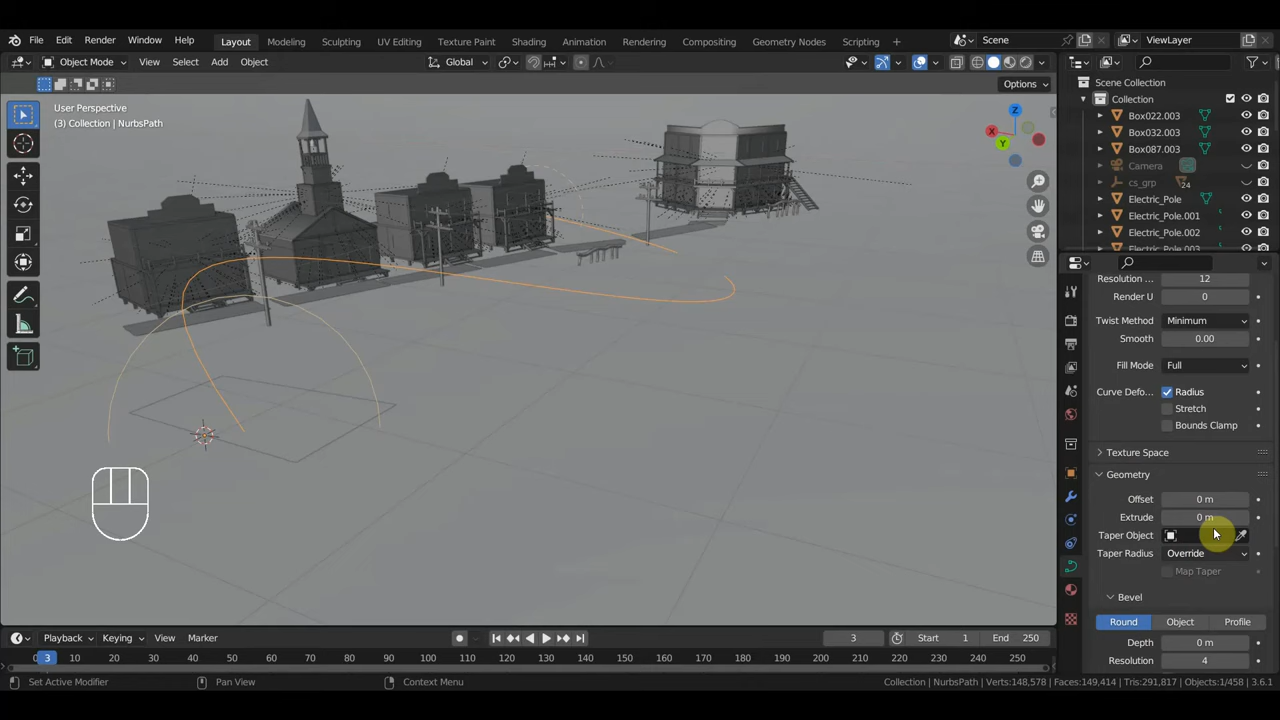 File Edit Render Window Help Layout Modeling Sculpting UV Editing Texture Paint Shading Animation Rendering Compositing Geometry Nodes Scripting + Scene ViewLayer
Object Mode View Select Add Object Global
Options
User Perspective
(3) Collection | NurbsPath
Z
X
Y
Scene Collection
Collection
Box022.003
Box032.003
Box087.003
Camera
cs_grp 24
Electric_Pole
Electric_Pole.001
Electric_Pole.002
Electric_Pole.003
Resolution ... 12
Render U 0
Twist Method Minimum
Smooth 0.00
Fill Mode Full
Curve Defo... Radius
Stretch
Bounds Clamp
Texture Space
Geometry
Offset 0 m
Extrude 0 m
Taper Object
Taper Radius Override
Map Taper
Bevel
Round Object Profile
Depth 0 m
Resolution 4
Playback Keying View Marker 3 Start 1 End 250
0 3 10 20 30 40 50 60 70 80 90 100 110 120 130 140 150 160 170 180 190 200 210 220 230 240 250
Set Active Modifier Pan View Context Menu Collection | NurbsPath | Verts:148,578 | Faces:149,414 | Tris:291,817 | Objects:1/458 | 3.6.1